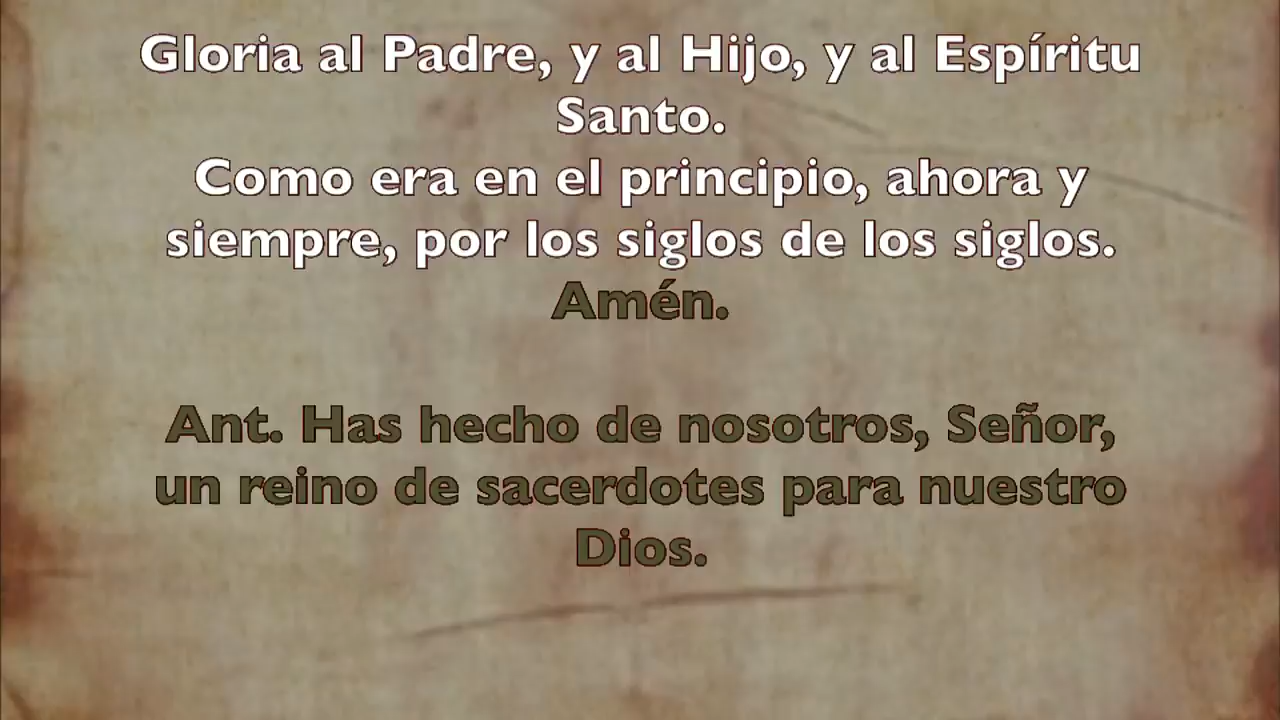 Gloria al Padre, y al Hijo, y al Espíritu
Santo.
Como era en el principio, ahora y
siempre, por los siglos de los siglos.
Amén.
Ant. Has hecho de nosotros, Señor,
un reino de sacerdotes para nuestro
Dios.